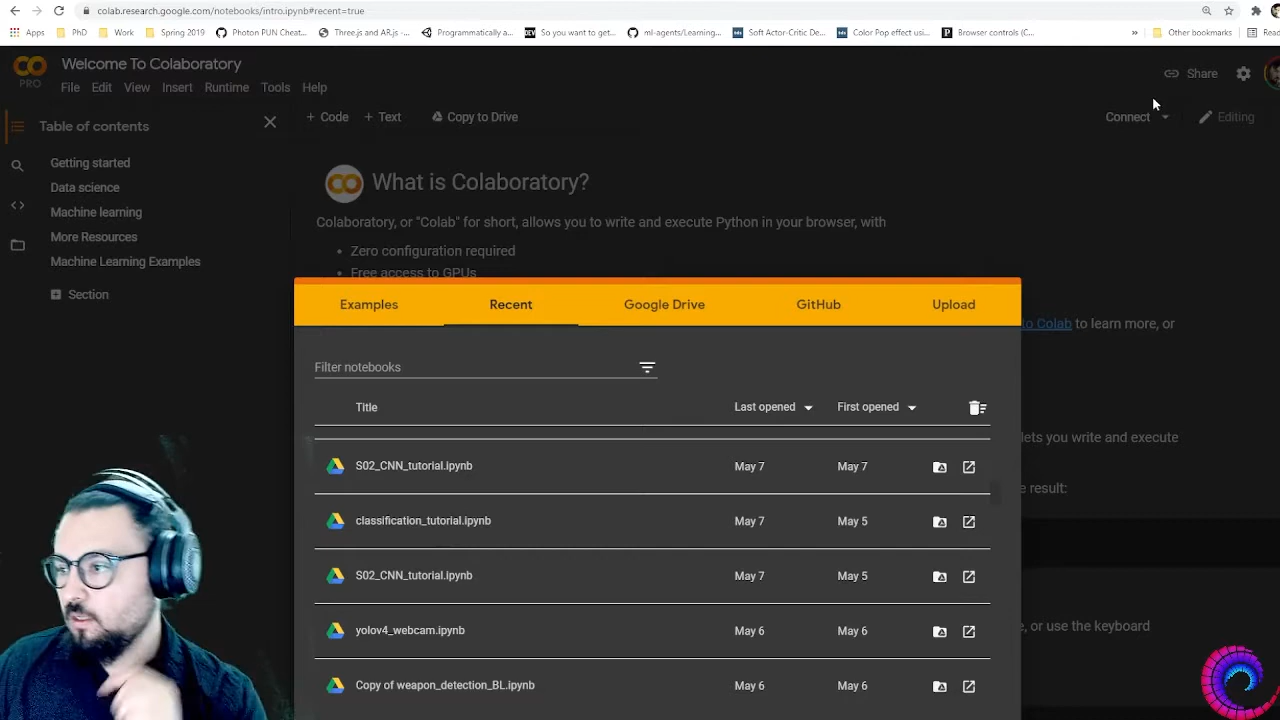 colab.research.google.com/notebooks/intro.ipynb#recent=true
Apps PhD Work Spring 2019 Photon PUN Cheat... Three.js and AR.js -... Programmatically a... So you want to get... ml-agents/Learning... Soft Actor-Critic De... Color Pop effect using... Browser controls (C... » Other bookmarks
CO PRO
Welcome To Colaboratory
File Edit View Insert Runtime Tools Help
Share
Table of contents
+ Code + Text Copy to Drive
Connect Editing
Getting started
Data science
Machine learning
More Resources
Machine Learning Examples
Section
What is Colaboratory?
Colaboratory, or "Colab" for short, allows you to write and execute Python in your browser, with
• Zero configuration required
• Free access to GPUs
to Colab to learn more, or
lets you write and execute
e result:
e, or use the keyboard
Examples Recent Google Drive GitHub Upload
Filter notebooks
Title Last opened First opened
S02_CNN_tutorial.ipynb May 7 May 7
classification_tutorial.ipynb May 7 May 5
S02_CNN_tutorial.ipynb May 7 May 5
yolov4_webcam.ipynb May 6 May 6
Copy of weapon_detection_BL.ipynb May 6 May 6